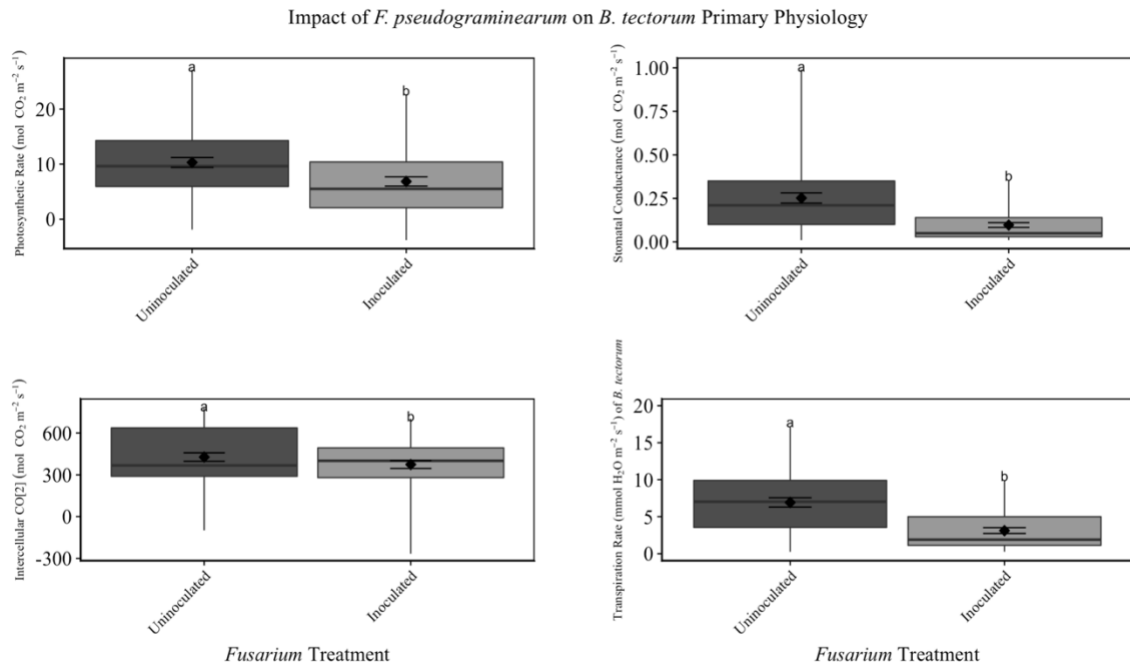 Impact of F. pseudograminearum on B. tectorum Primary Physiology
Photosynthetic Rate (mol CO₂ m⁻² s⁻¹)
20
10
0
a
b
Uninoculated
Inoculated
Stomatal Conductance (mol CO₂ m⁻² s⁻¹)
1.00
0.75
0.50
0.25
0.00
a
b
Uninoculated
Inoculated
Intercellular CO[2] (mol CO₂ m⁻² s⁻¹)
600
300
0
-300
a
b
Uninoculated
Inoculated
Fusarium Treatment
Transpiration Rate (mmol H₂O m⁻² s⁻¹) of B. tectorum
20
15
10
5
0
a
b
Uninoculated
Inoculated
Fusarium Treatment